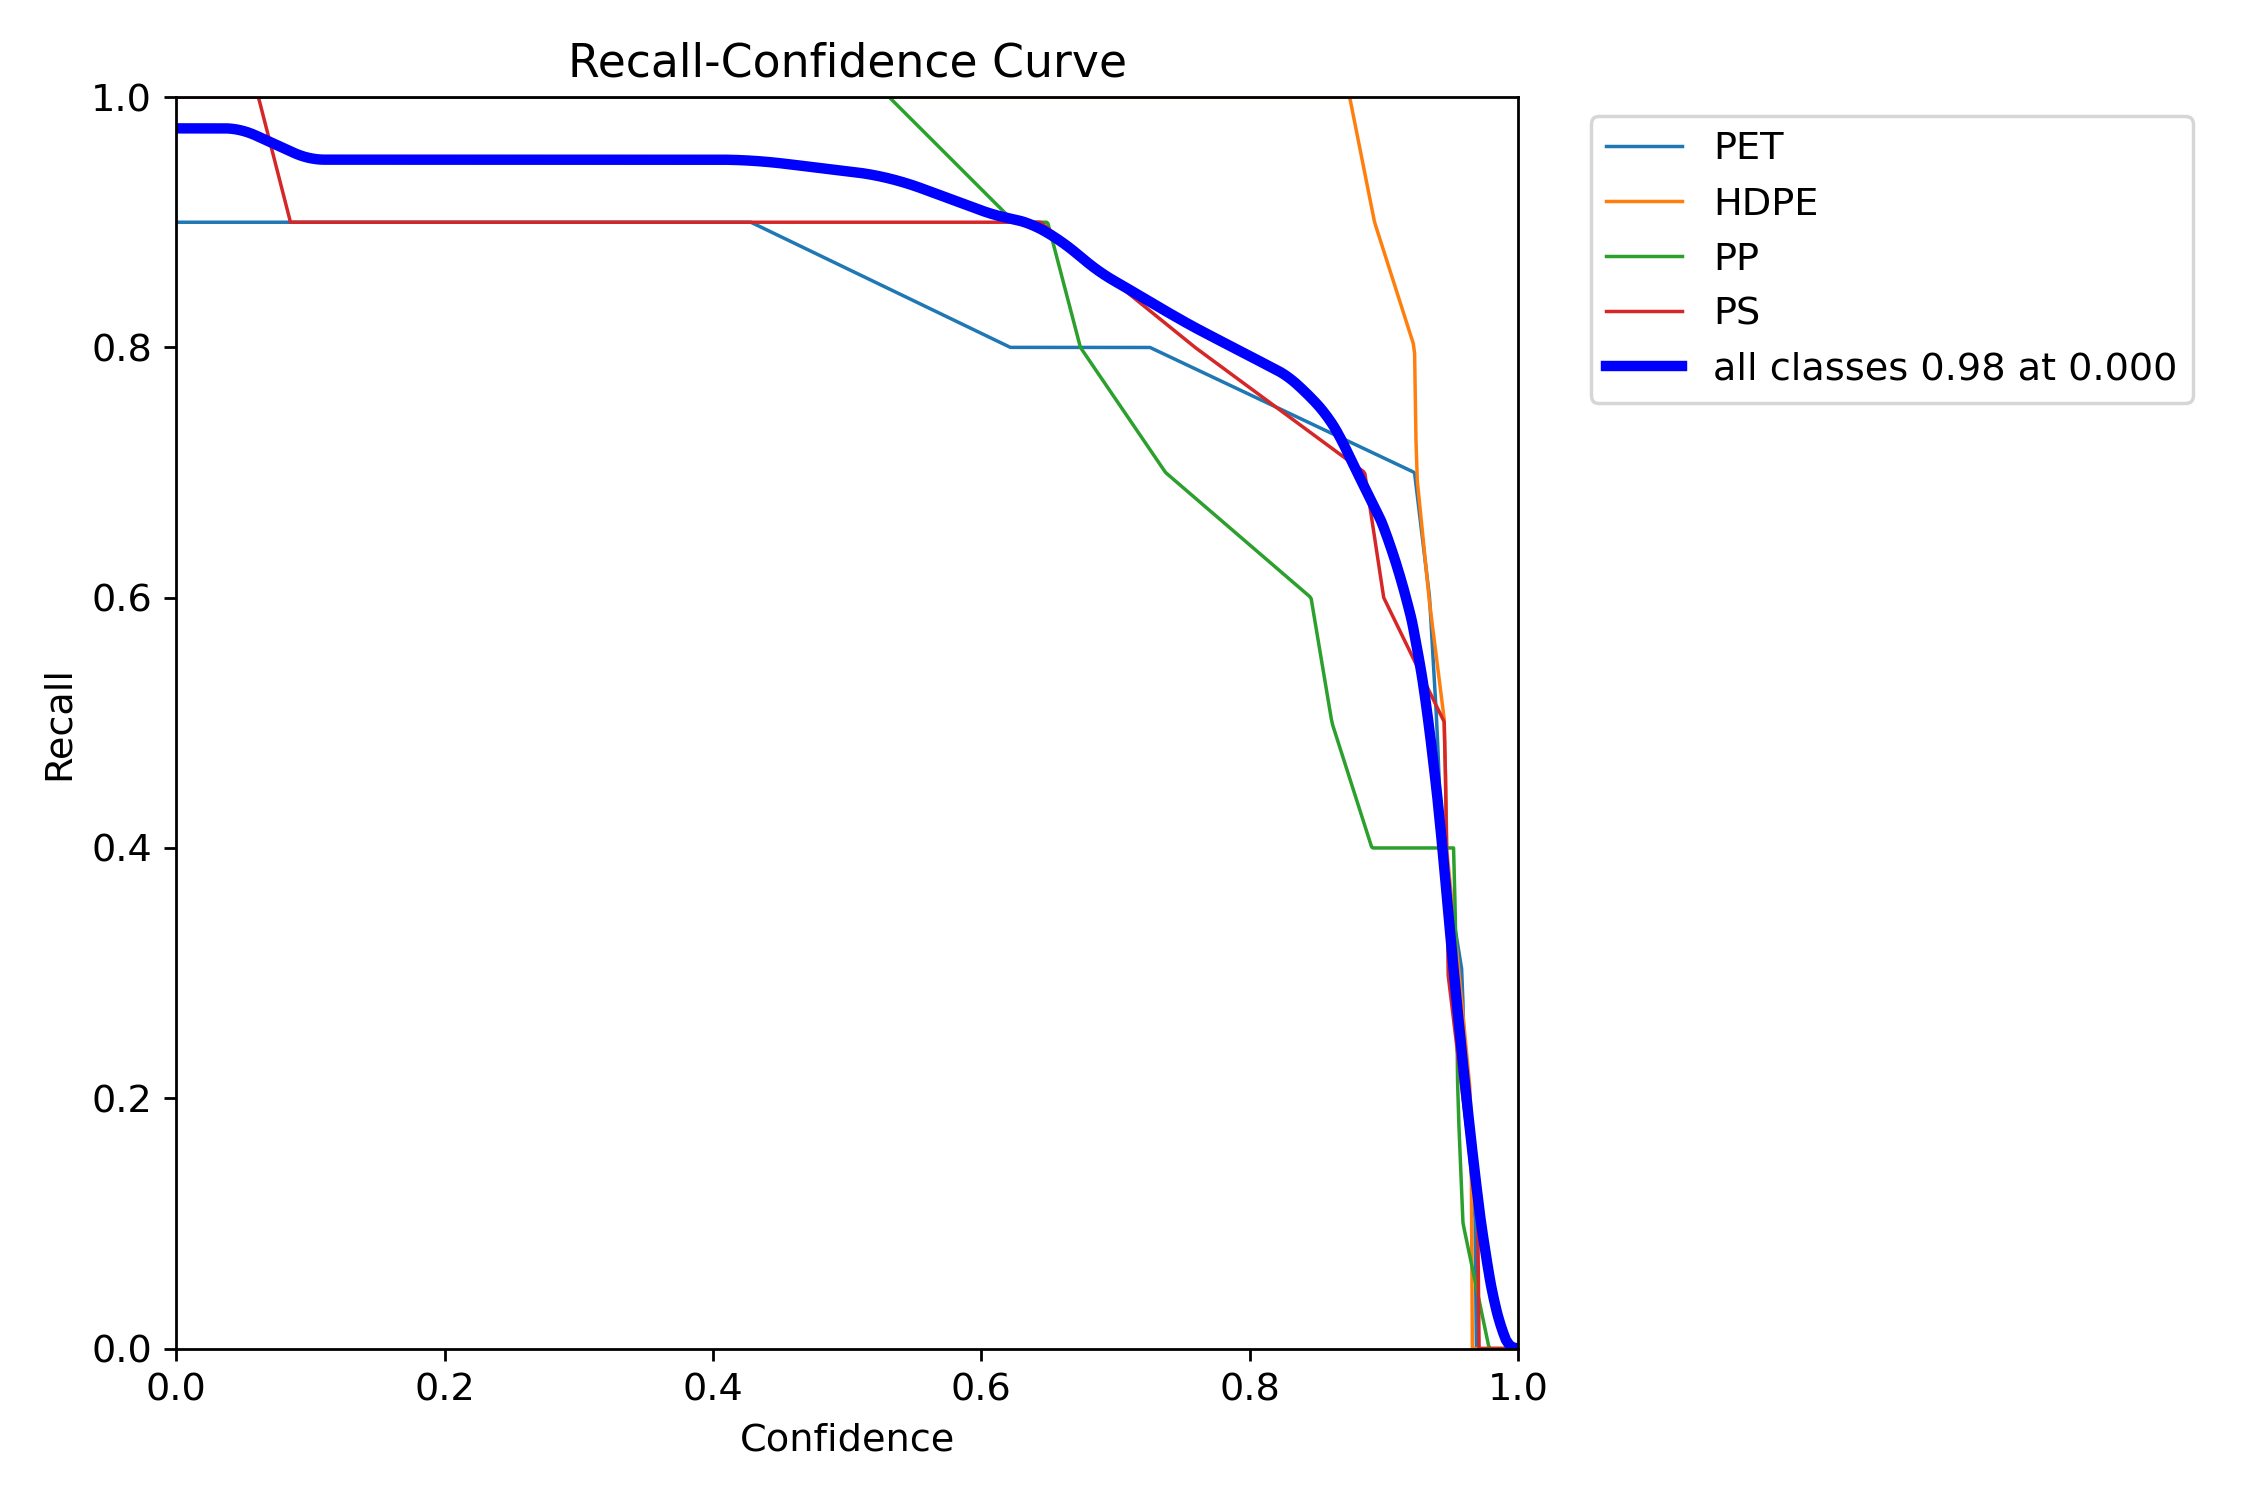 Recall-Confidence Curve
1.0
0.8
0.6
0.4
0.2
0.0
Recall
0.0 0.2 0.4 0.6 0.8 1.0
Confidence
PET
HDPE
PP
PS
all classes 0.98 at 0.000